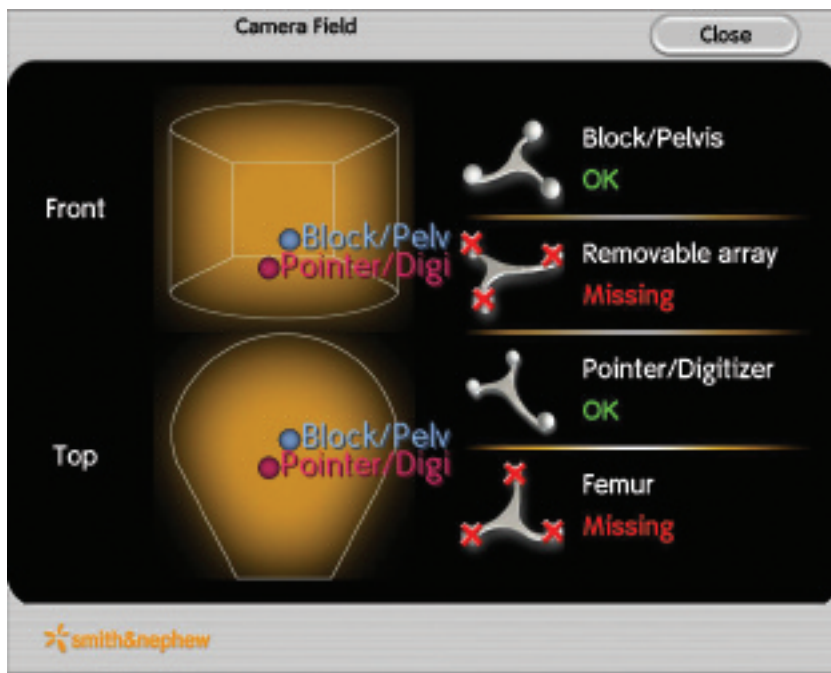 Camera Field
Close
Front
Block/Pelv
Pointer/Digi
Top
Block/Pelv
Pointer/Digi
Block/Pelvis
OK
Removable array
Missing
Pointer/Digitizer
OK
Femur
Missing
smith&nephew